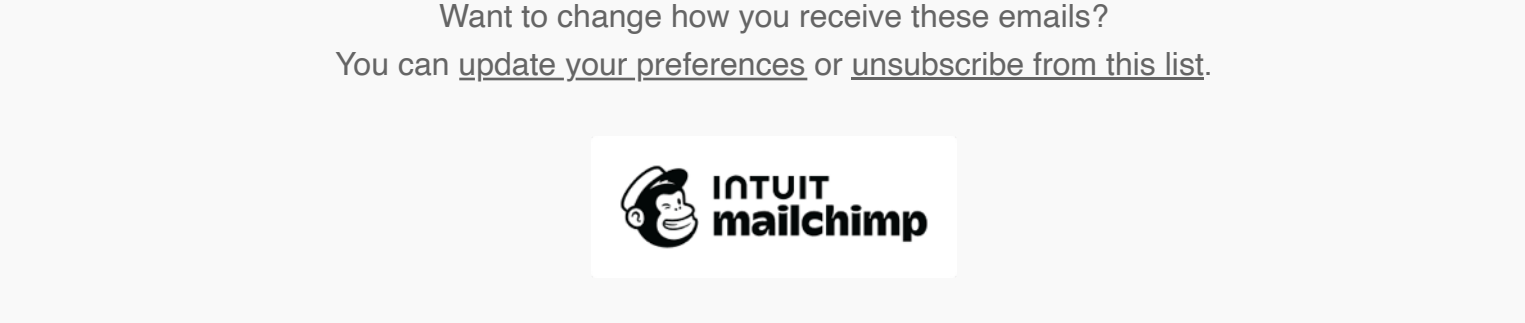 Want to change how you receive these emails?
You can update your preferences or unsubscribe from this list.
INTUIT
mailchimp